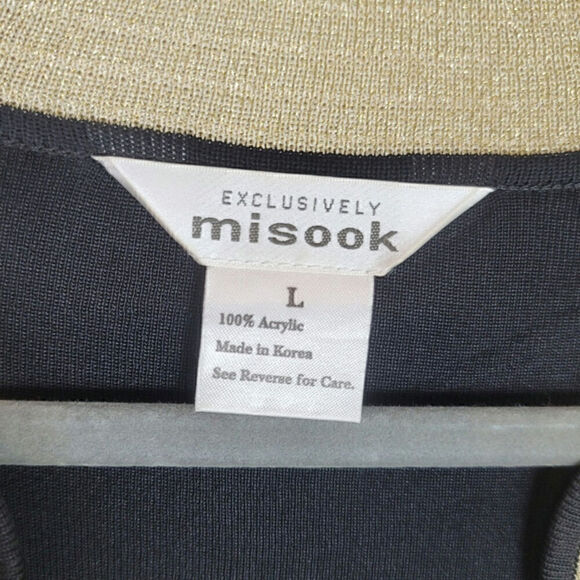 EXCLUSIVELY
misook
L
100% Acrylic
Made in Korea
See Reverse for Care.